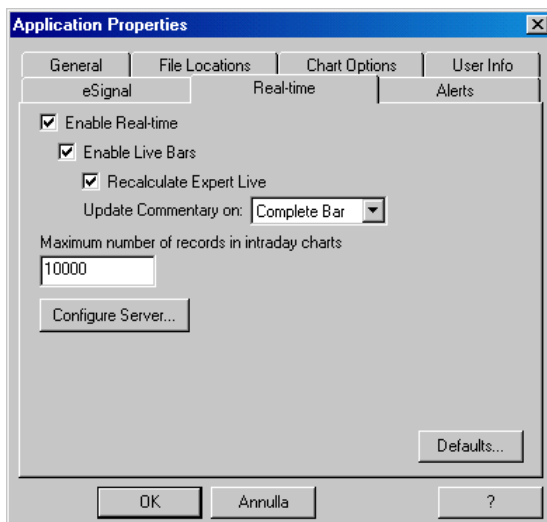 Application Properties
General File Locations Chart Options User Info
eSignal Real-time Alerts
Enable Real-time
Enable Live Bars
Recalculate Expert Live
Update Commentary on: Complete Bar
Maximum number of records in intraday charts
10000
Configure Server...
Defaults...
OK Annulla ?